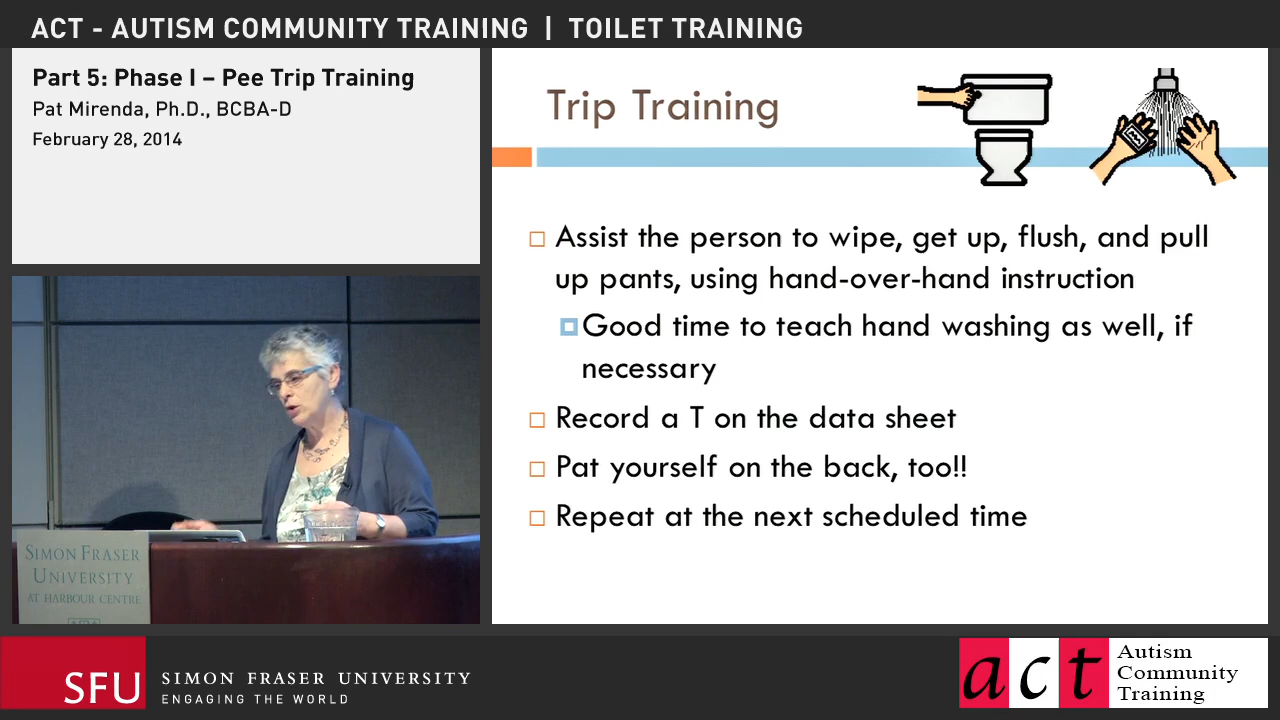 ACT - AUTISM COMMUNITY TRAINING | TOILET TRAINING
Part 5: Phase I – Pee Trip Training
Pat Mirenda, Ph.D., BCBA-D
February 28, 2014
Trip Training
Assist the person to wipe, get up, flush, and pull
up pants, using hand-over-hand instruction
Good time to teach hand washing as well, if
necessary
Record a T on the data sheet
Pat yourself on the back, too!!
Repeat at the next scheduled time
SIMON FRASER
UNIVERSITY
AT HARBOUR CENTRE
SFU
SIMON FRASER UNIVERSITY
ENGAGING THE WORLD
act
Autism
Community
Training